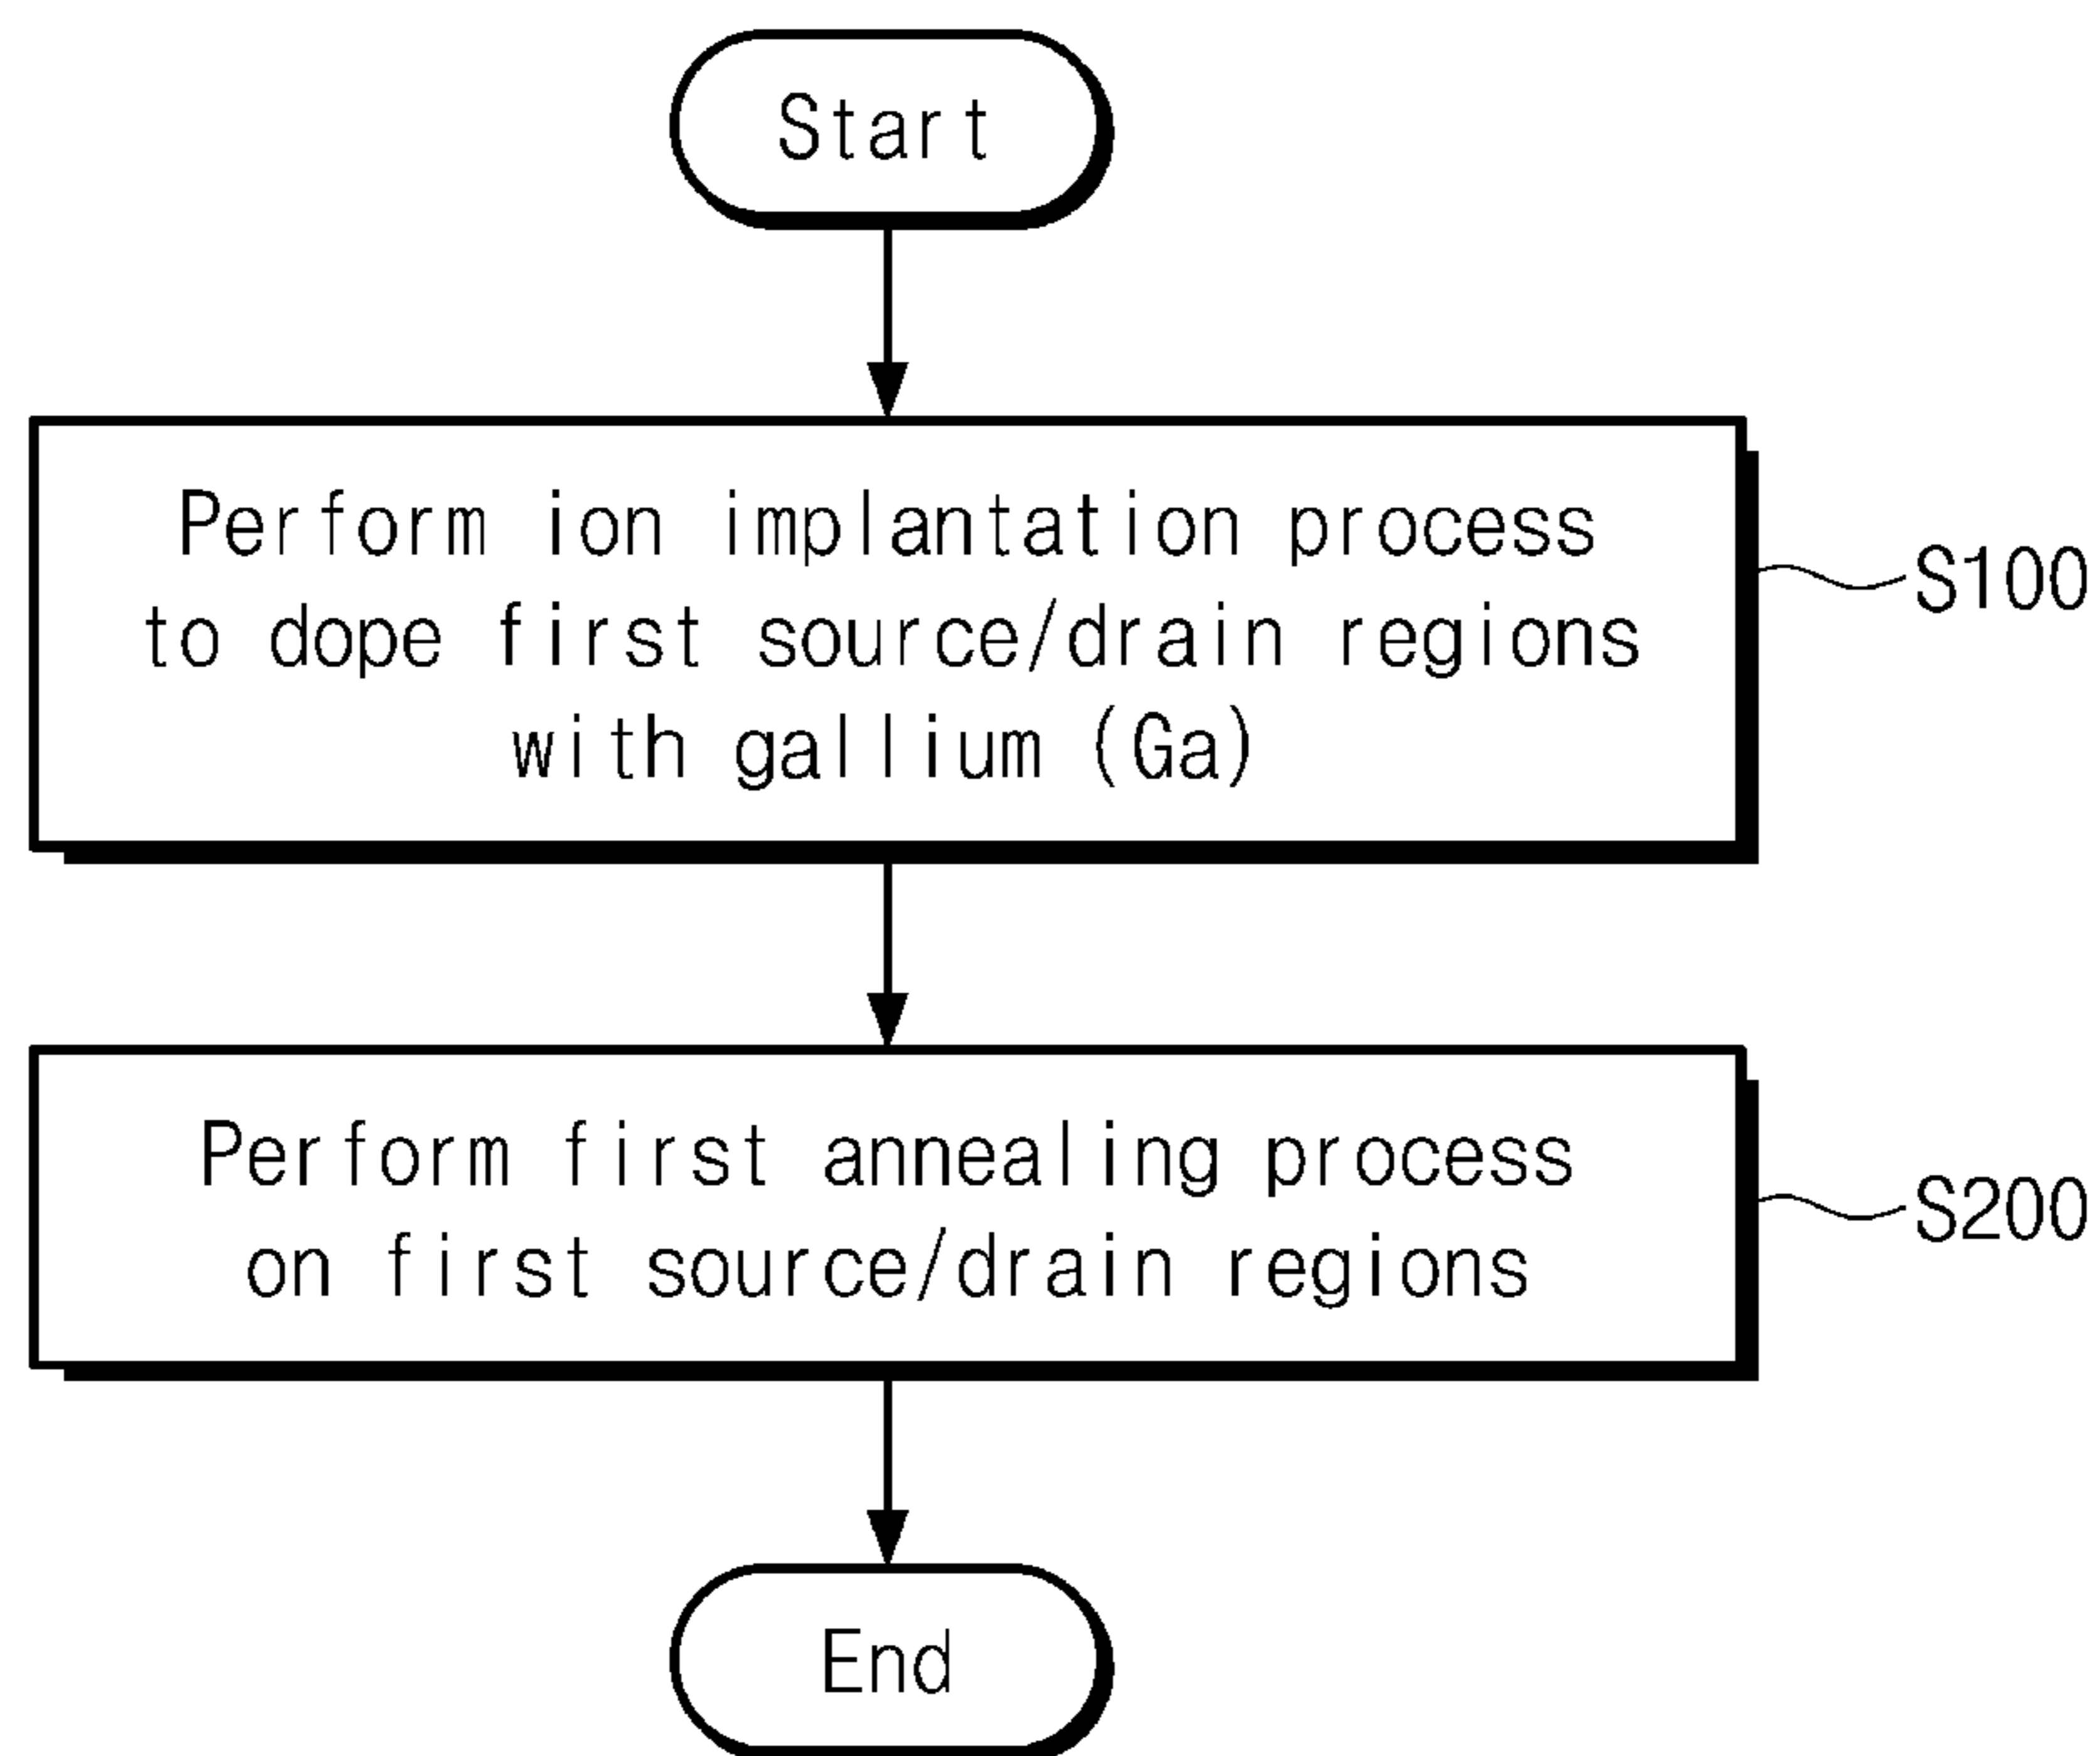 Start
Perform ion implantation process
to dope first source/drain regions
with gallium (Ga)
S100
Perform first annealing process
on first source/drain regions
S200
End